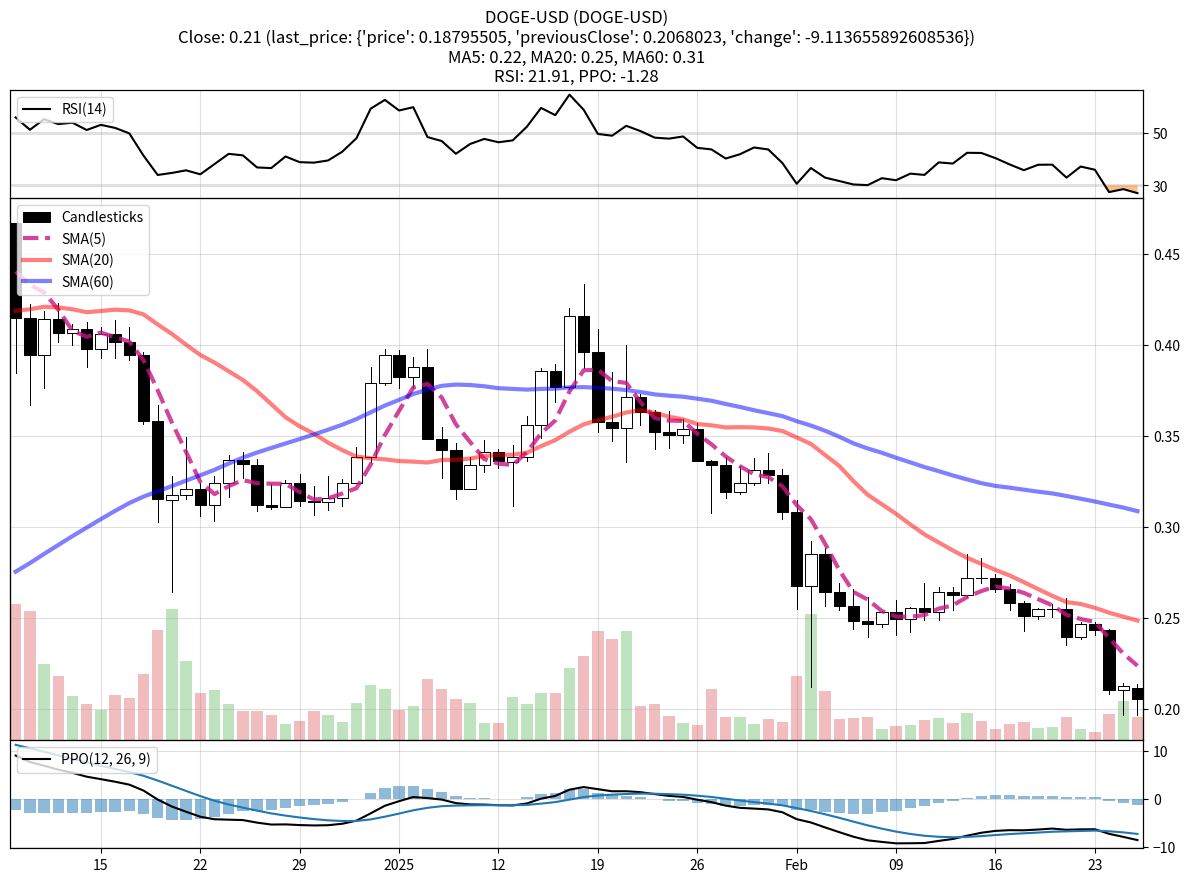 DOGE-USD (DOGE-USD)
Close: 0.21 (last_price: {'price': 0.18795505, 'previousClose': 0.2068023, 'change': -9.113655892608536})
MA5: 0.22, MA20: 0.25, MA60: 0.31
RSI: 21.91, PPO: -1.28
RSI(14)
50
30
Candlesticks
SMA(5)
SMA(20)
SMA(60)
0.45
0.40
0.35
0.30
0.25
0.20
PPO(12, 26, 9)
10
0
−10
15 22 29 2025 12 19 26 Feb 09 16 23